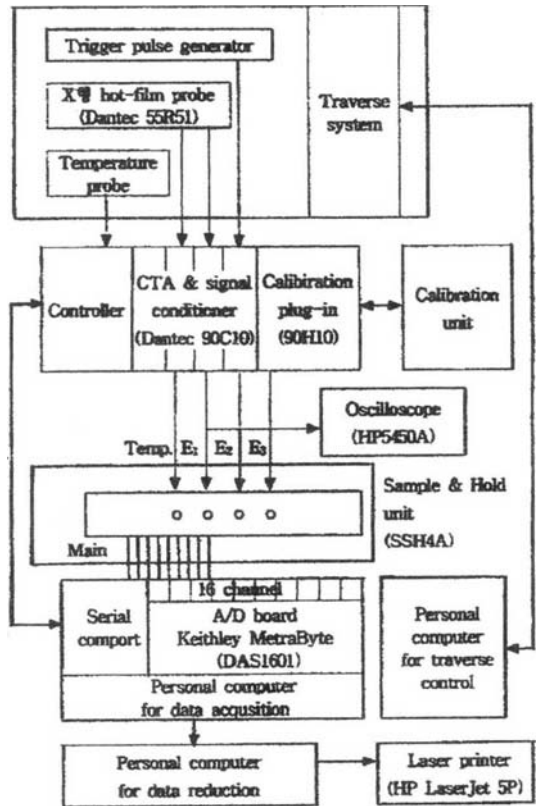 Trigger pulse generator
X형 hot-film probe
(Dantec 55R51)
Temperature
probe
Traverse
system
Controller
CTA & signal
conditioner
(Dantec 90C10)
Calibiration
plug-in
(90H10)
Calibration
unit
Oscilloscope
(HP5450A)
Temp. E₁ E₂ E₃
Sample & Hold
unit
(SSH4A)
Main
16 channel
Serial
comport
A/D board
Keithley MetraByte
(DAS1601)
Personal computer
for data acqusition
Personal
computer
for traverse
control
Personal computer
for data reduction
Laser printer
(HP LaserJet 5P)